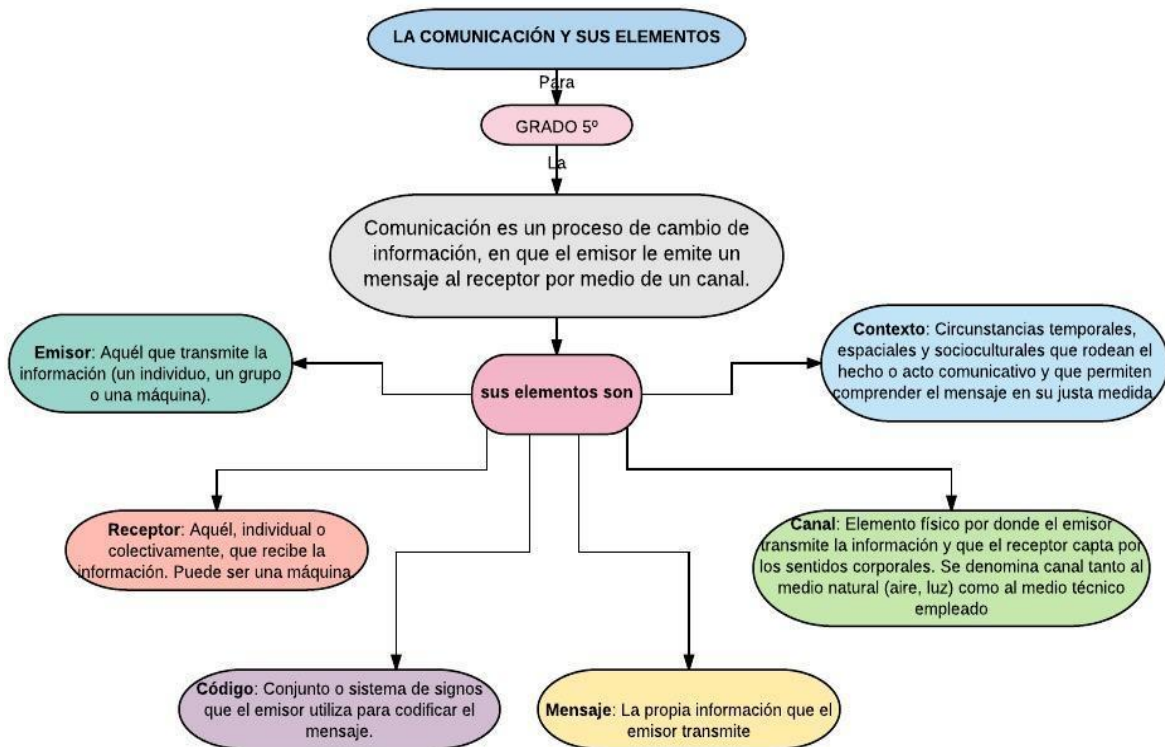 LA COMUNICACIÓN Y SUS ELEMENTOS
Para
GRADO 5º
La
Comunicación es un proceso de cambio de
información, en que el emisor le emite un
mensaje al receptor por medio de un canal.
Emisor: Aquél que transmite la
información (un individuo, un grupo
o una máquina).
sus elementos son
Contexto: Circunstancias temporales,
espaciales y socioculturales que rodean el
hecho o acto comunicativo y que permiten
comprender el mensaje en su justa medida
Receptor: Aquél, individual o
colectivamente, que recibe la
información. Puede ser una máquina.
Canal: Elemento físico por donde el emisor
transmite la información y que el receptor capta por
los sentidos corporales. Se denomina canal tanto al
medio natural (aire, luz) como al medio técnico
empleado
Código: Conjunto o sistema de signos
que el emisor utiliza para codificar el
mensaje.
Mensaje: La propia información que el
emisor transmite